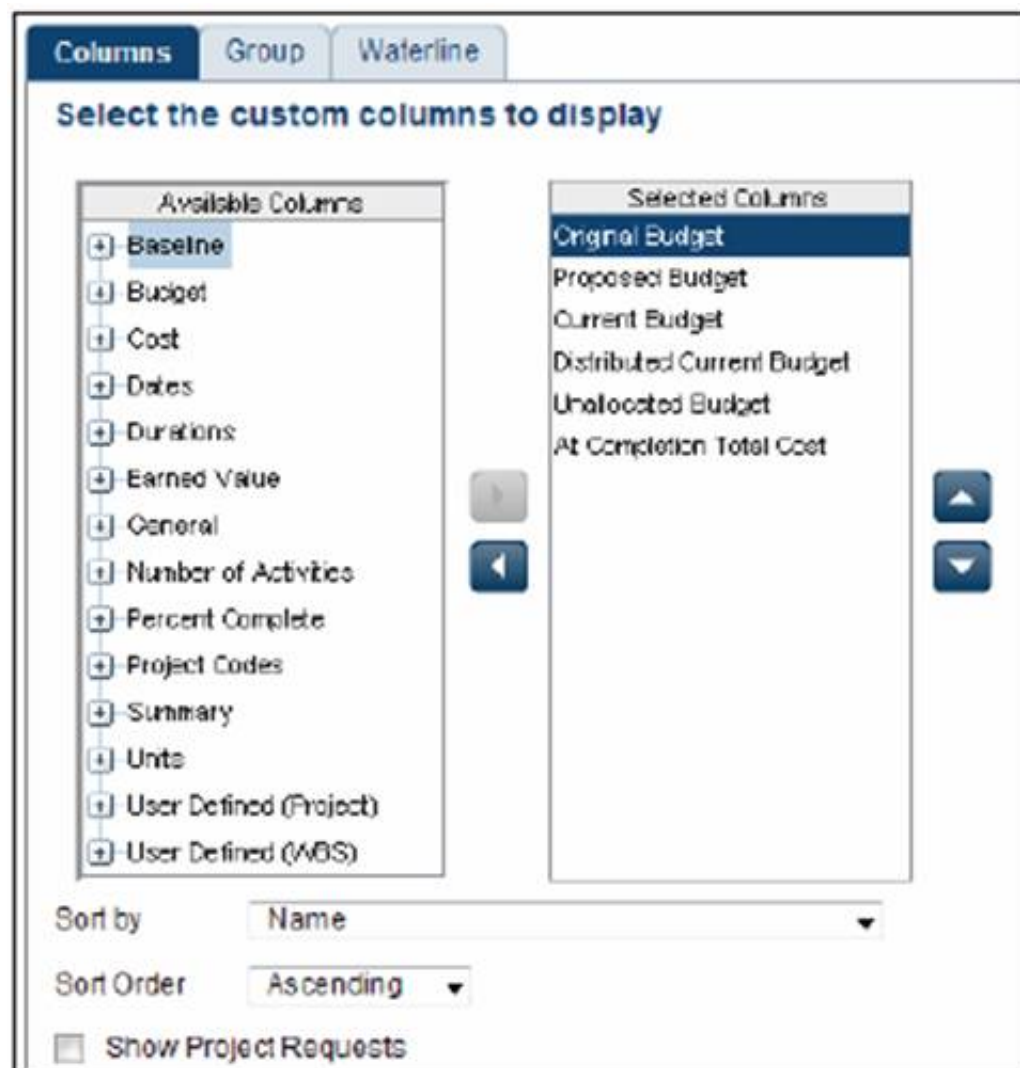 Columns Group Waterline
Select the custom columns to display
Available Columns
Baseline
Budget
Cost
Dates
Durations
Earned Value
General
Number of Activities
Percent Complete
Project Codes
Summary
Units
User Defined (Project)
User Defined (WBS)
Selected Columns
Original Budget
Proposed Budget
Current Budget
Distributed Current Budget
Unallocated Budget
At Completion Total Cost
Sort by Name
Sort Order Ascending
Show Project Requests